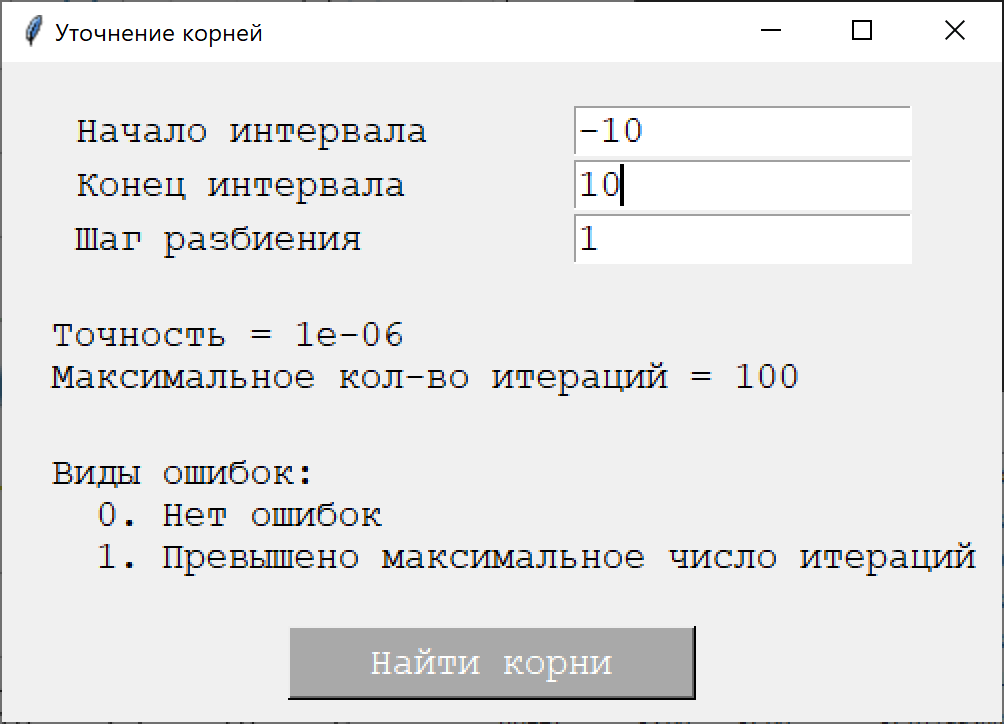 Уточнение корней
Начало интервала -10
Конец интервала 10
Шаг разбиения 1
Точность = 1e-06
Максимальное кол-во итераций = 100
Виды ошибок:
0. Нет ошибок
1. Превышено максимальное число итераций
Найти корни